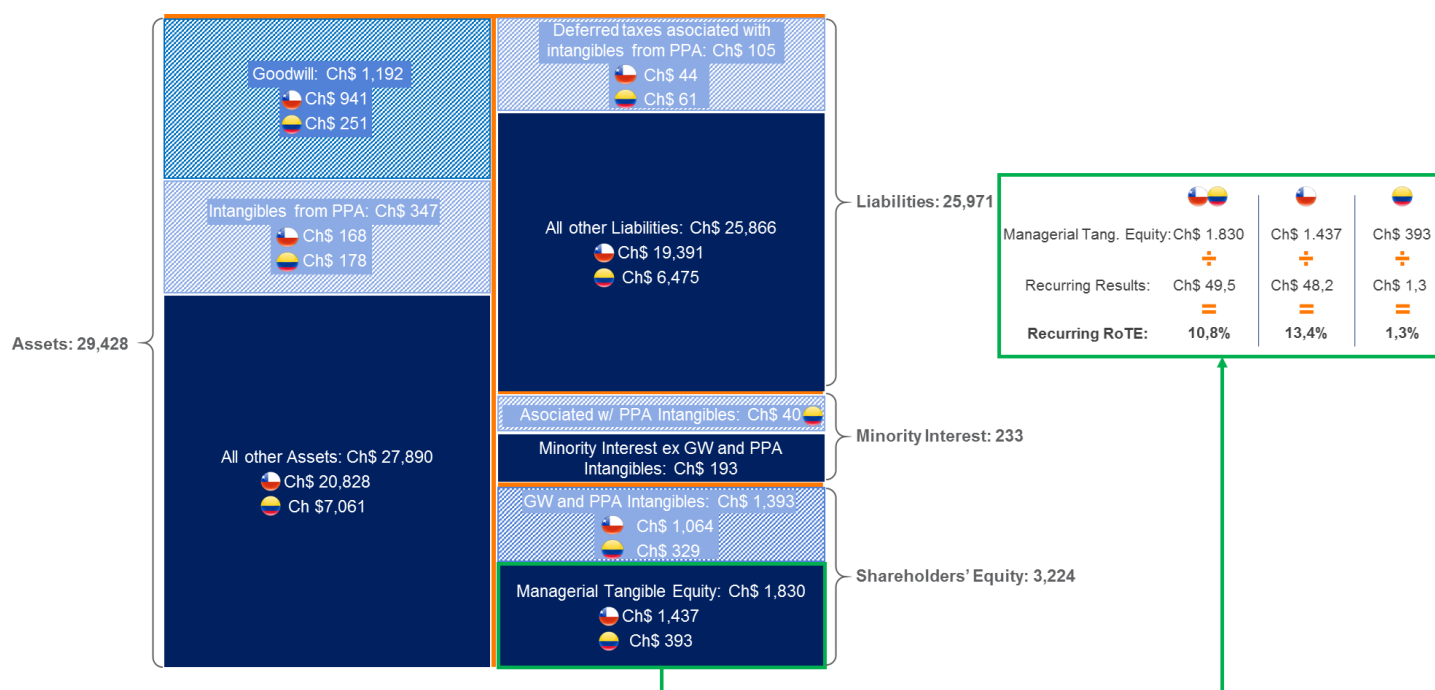 Assets: 29,428
Goodwill: Ch$ 1,192
Ch$ 941
Ch$ 251
Intangibles from PPA: Ch$ 347
Ch$ 168
Ch$ 178
All other Assets: Ch$ 27,890
Ch$ 20,828
Ch $7,061
Deferred taxes asociated with
intangibles from PPA: Ch$ 105
Ch$ 44
Ch$ 61
All other Liabilities: Ch$ 25,866
Ch$ 19,391
Ch$ 6,475
Asociated w/ PPA Intangibles: Ch$ 40
Minority Interest ex GW and PPA
Intangibles: Ch$ 193
GW and PPA Intangibles: Ch$ 1,393
Ch$ 1,064
Ch$ 329
Managerial Tangible Equity: Ch$ 1,830
Ch$ 1,437
Ch$ 393
Liabilities: 25,971
Minority Interest: 233
Shareholders' Equity: 3,224
Managerial Tang. Equity: Ch$ 1.830 Ch$ 1.437 Ch$ 393
÷ ÷ ÷
Recurring Results: Ch$ 49,5 Ch$ 48,2 Ch$ 1,3
= = =
Recurring RoTE: 10,8% 13,4% 1,3%